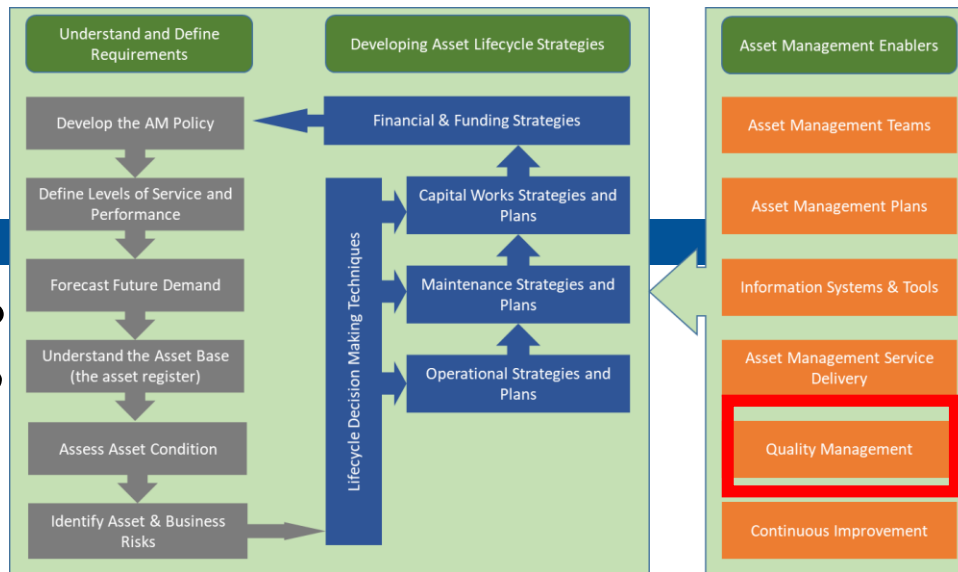 Understand and Define
Requirements
Developing Asset Lifecycle Strategies
Asset Management Enablers
Develop the AM Policy
Define Levels of Service and
Performance
Forecast Future Demand
Understand the Asset Base
(the asset register)
Assess Asset Condition
Identify Asset & Business
Risks
Lifecycle Decision Making Techniques
Financial & Funding Strategies
Capital Works Strategies and
Plans
Maintenance Strategies and
Plans
Operational Strategies and
Plans
Asset Management Teams
Asset Management Plans
Information Systems & Tools
Asset Management Service
Delivery
Quality Management
Continuous Improvement